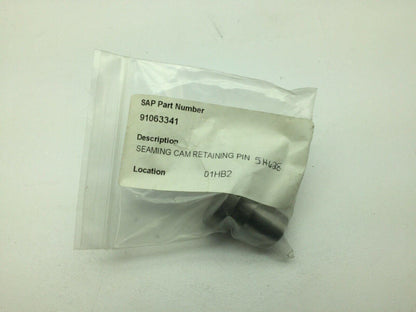 SAP Part Number
91063341
Description
SEAMING CAM RETAINING PIN
Location 01HB2